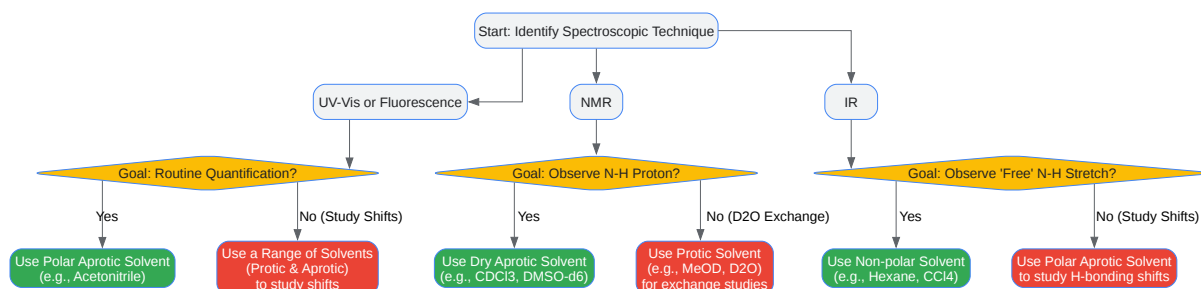 Start: Identify Spectroscopic Technique
UV-Vis or Fluorescence
NMR
IR
Goal: Routine Quantification?
Goal: Observe N-H Proton?
Goal: Observe 'Free' N-H Stretch?
Yes
No (Study Shifts)
Yes
No (D2O Exchange)
Yes
No (Study Shifts)
Use Polar Aprotic Solvent
(e.g., Acetonitrile)
Use a Range of Solvents
(Protic & Aprotic)
to study shifts
Use Dry Aprotic Solvent
(e.g., CDCl3, DMSO-d6)
Use Protic Solvent
(e.g., MeOD, D2O)
for exchange studies
Use Non-polar Solvent
(e.g., Hexane, CCl4)
Use Polar Aprotic Solvent
to study H-bonding shifts